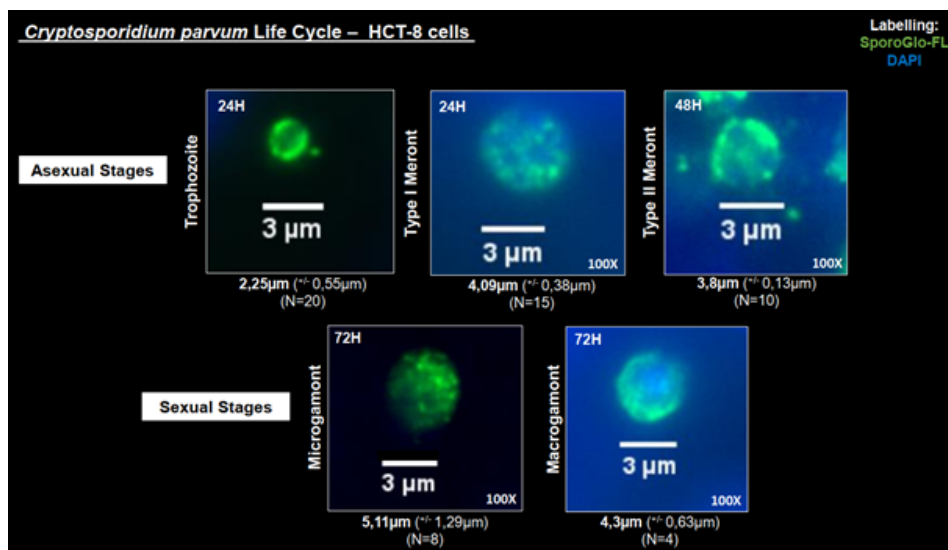 Cryptosporidium parvum Life Cycle – HCT-8 cells
Labelling:
SporoGlo-FL
DAPI
Asexual Stages
Trophozoite
24H
3 µm
2,25µm (+/- 0,55µm)
(N=20)
Type I Meront
24H
3 µm
100X
4,09µm (+/- 0,38µm)
(N=15)
Type II Meront
48H
3 µm
100X
3,8µm (+/- 0,13µm)
(N=10)
Sexual Stages
Microgamont
72H
3 µm
100X
5,11µm (+/- 1,29µm)
(N=8)
Macrogamont
72H
3 µm
100X
4,3µm (+/- 0,63µm)
(N=4)